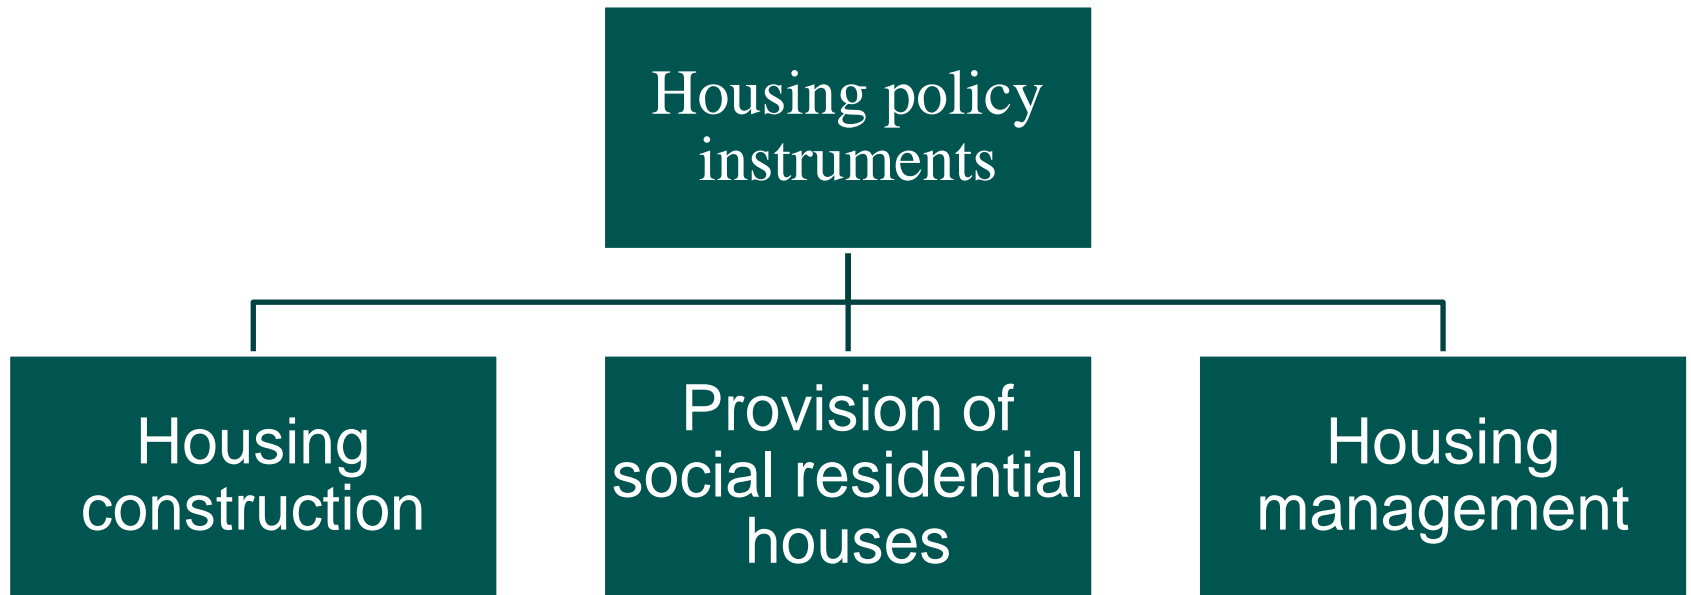 Housing policy
instruments
Housing
construction
Provision of
social residential
houses
Housing
management